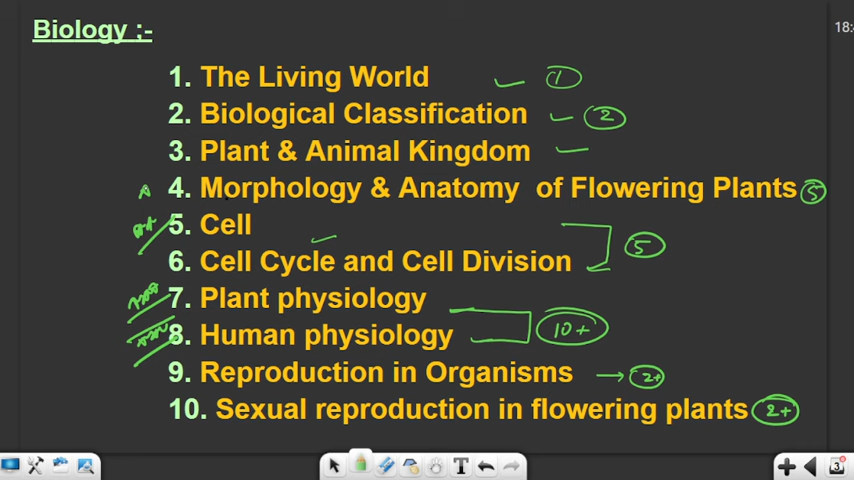 Biology ;-
18:
1. The Living World ①
2. Biological Classification ②
3. Plant & Animal Kingdom
A 4. Morphology & Anatomy of Flowering Plants ⑤
5. Cell
⑤
6. Cell Cycle and Cell Division
7. Plant physiology
10+
8. Human physiology
9. Reproduction in Organisms → 2+
10. Sexual reproduction in flowering plants 2+
T
3